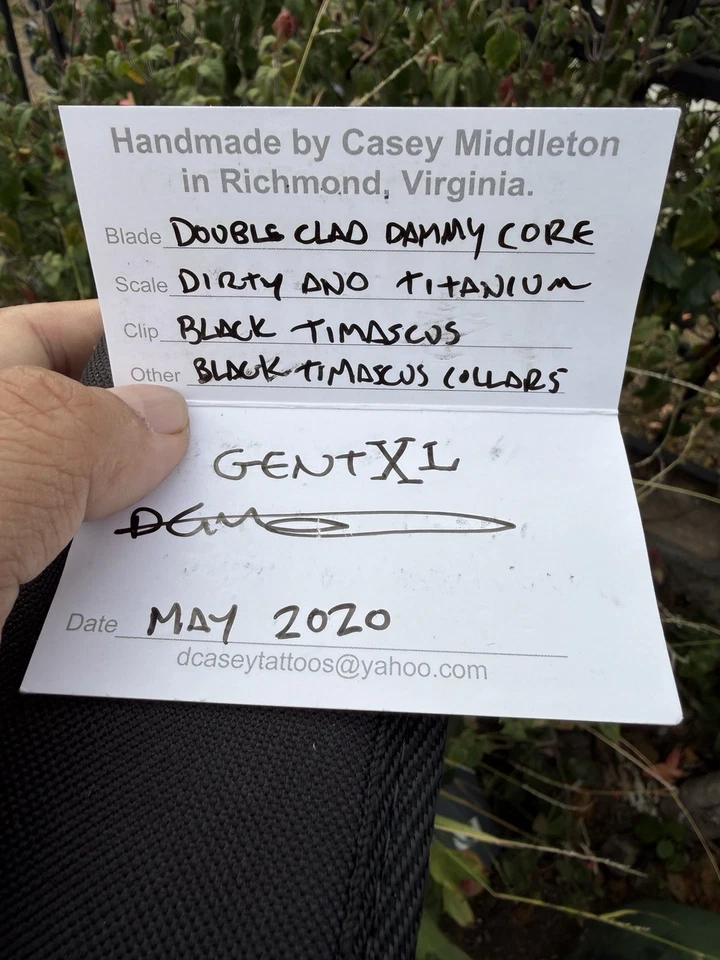 Handmade by Casey Middleton
in Richmond, Virginia.
Blade DOUBLE CLAD DAMMY CORE
Scale DIRTY ANO TITANIUM
Clip BLACK TIMASCUS
Other BLACK TIMASCUS COLLARS
GENT XL
DCM
Date MAY 2020
dcaseytattoos@yahoo.com